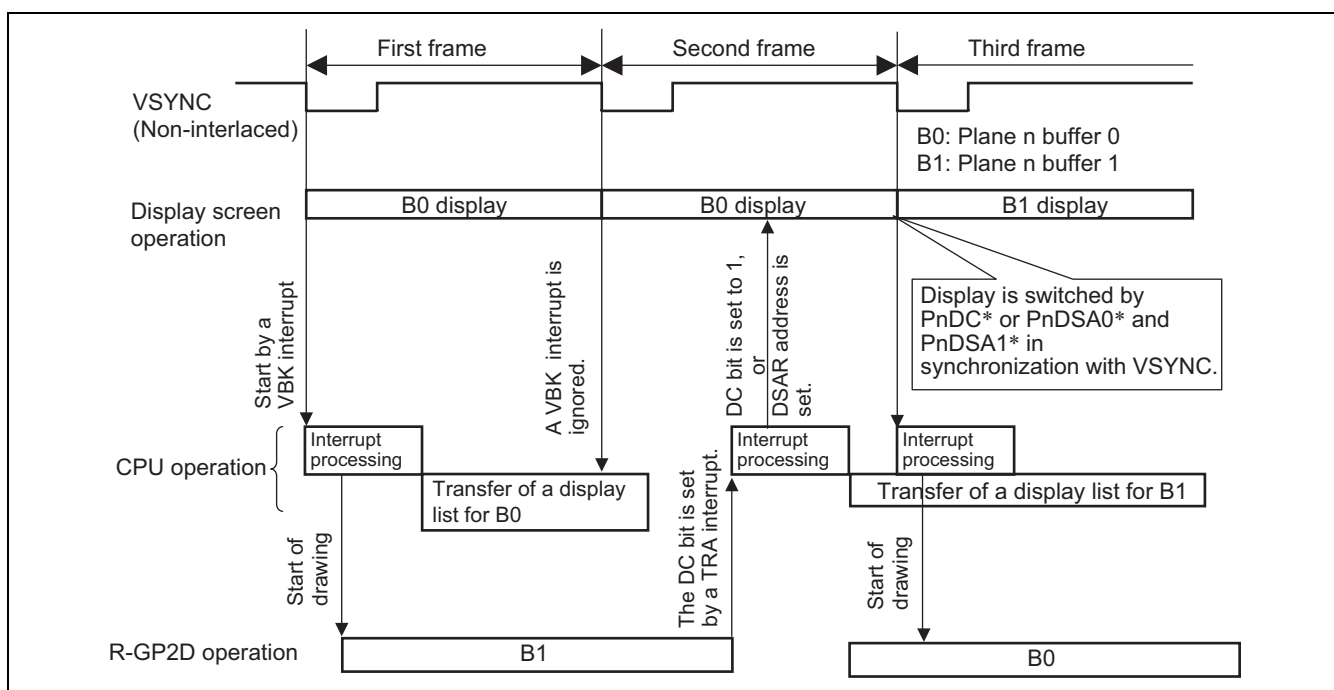 First frame
Second frame
Third frame
VSYNC
(Non-interlaced)
B0: Plane n buffer 0
B1: Plane n buffer 1
Display screen
operation
B0 display
B0 display
B1 display
Display is switched by
PnDC* or PnDSA0* and
PnDSA1* in
synchronization with VSYNC.
Start by a
VBK interrupt
A VBK interrupt is
ignored.
DC bit is set to 1,
or
DSAR address is
set.
CPU operation
Interrupt
processing
Transfer of a display
list for B0
Interrupt
processing
Interrupt
processing
Transfer of a display list for B1
Start of
drawing
The DC bit is set
by a TRA interrupt.
Start of
drawing
R-GP2D operation
B1
B0